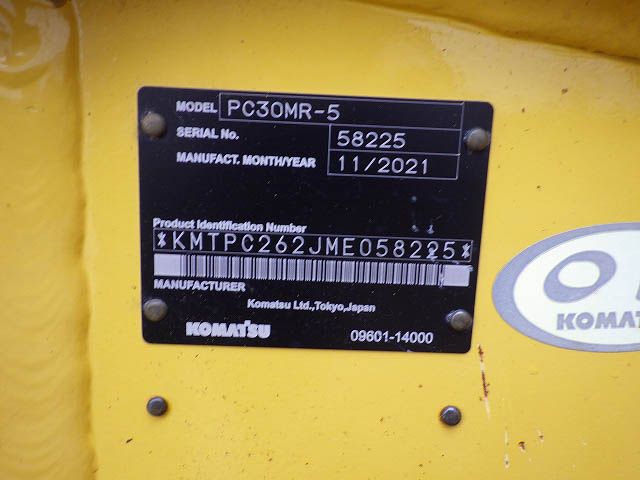 MODEL PC30MR-5
SERIAL No. 58225
MANUFACT. MONTH/YEAR 11/2021
Product Identification Number
*KMTPC262JME058225*
MANUFACTURER
Komatsu Ltd.,Tokyo,Japan
KOMATSU 09601-14000